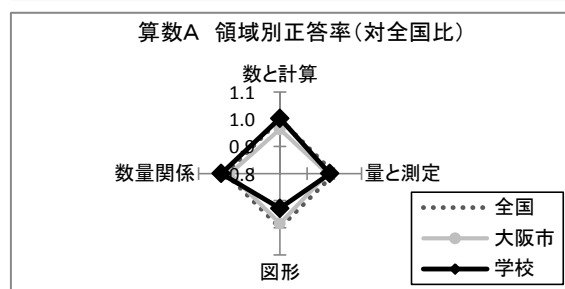 算数A 領域別正答率(対全国比)
数と計算
1.1
1.0
0.9
数量関係
0.8
量と測定
全国
大阪市
学校
図形